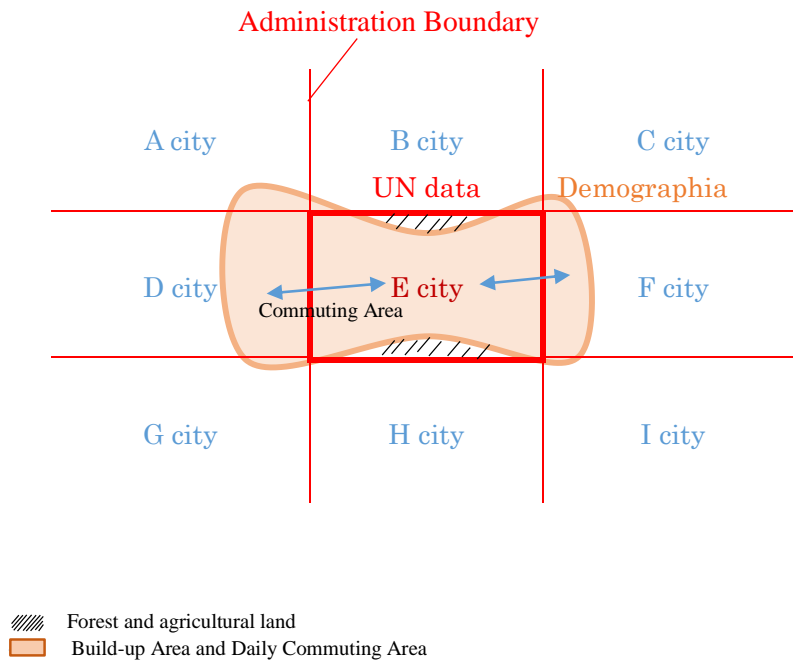 Administration Boundary
A city
B city
C city
UN data
Demographia
D city
E city
F city
Commuting Area
G city
H city
I city
Forest and agricultural land
Build-up Area and Daily Commuting Area